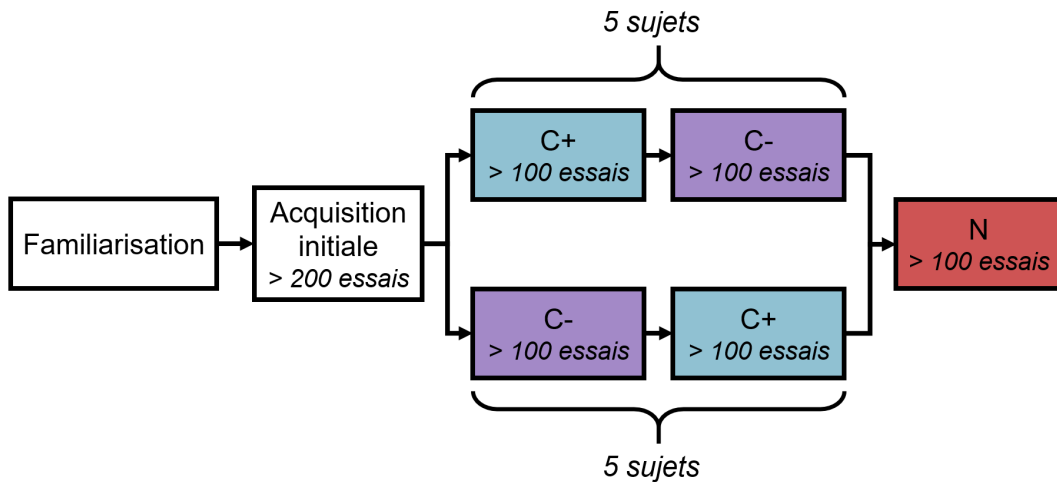 5 sujets
Familiarisation
Acquisition
initiale
> 200 essais
C+
> 100 essais
C-
> 100 essais
C-
> 100 essais
C+
> 100 essais
N
> 100 essais
5 sujets